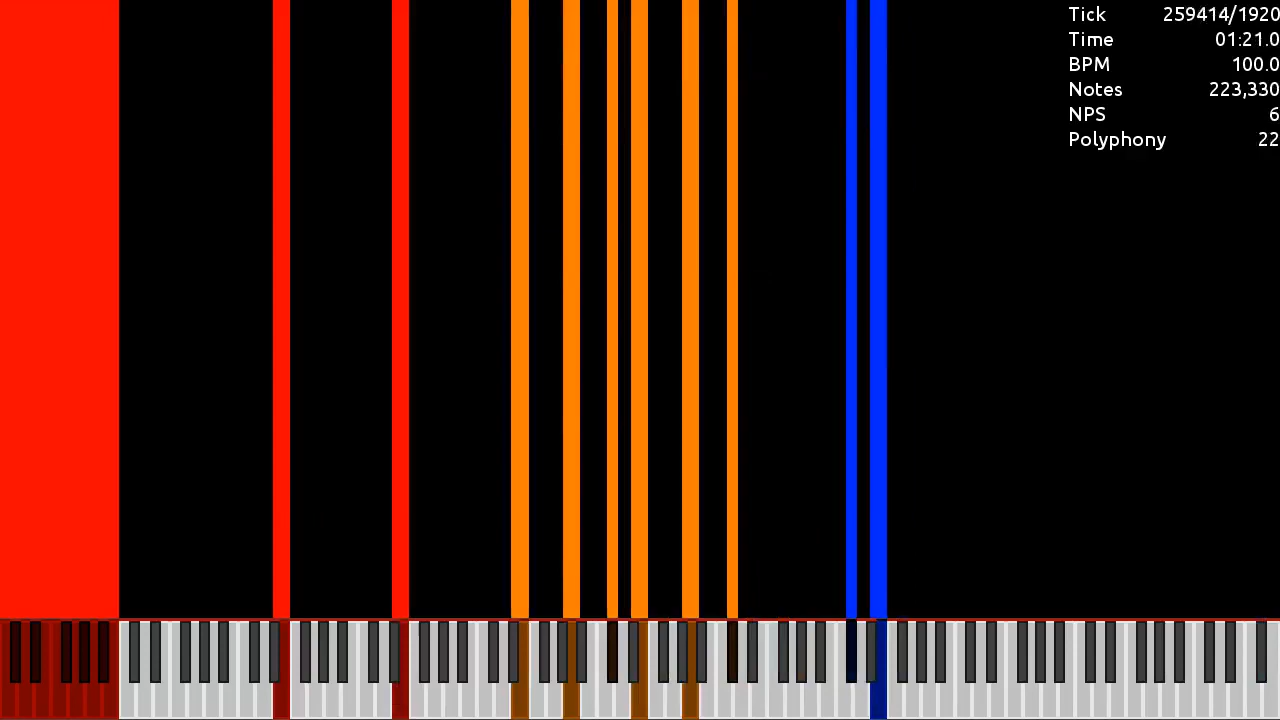 Tick 259414/1920
Time 01:21.0
BPM 100.0
Notes 223,330
NPS 6
Polyphony 22